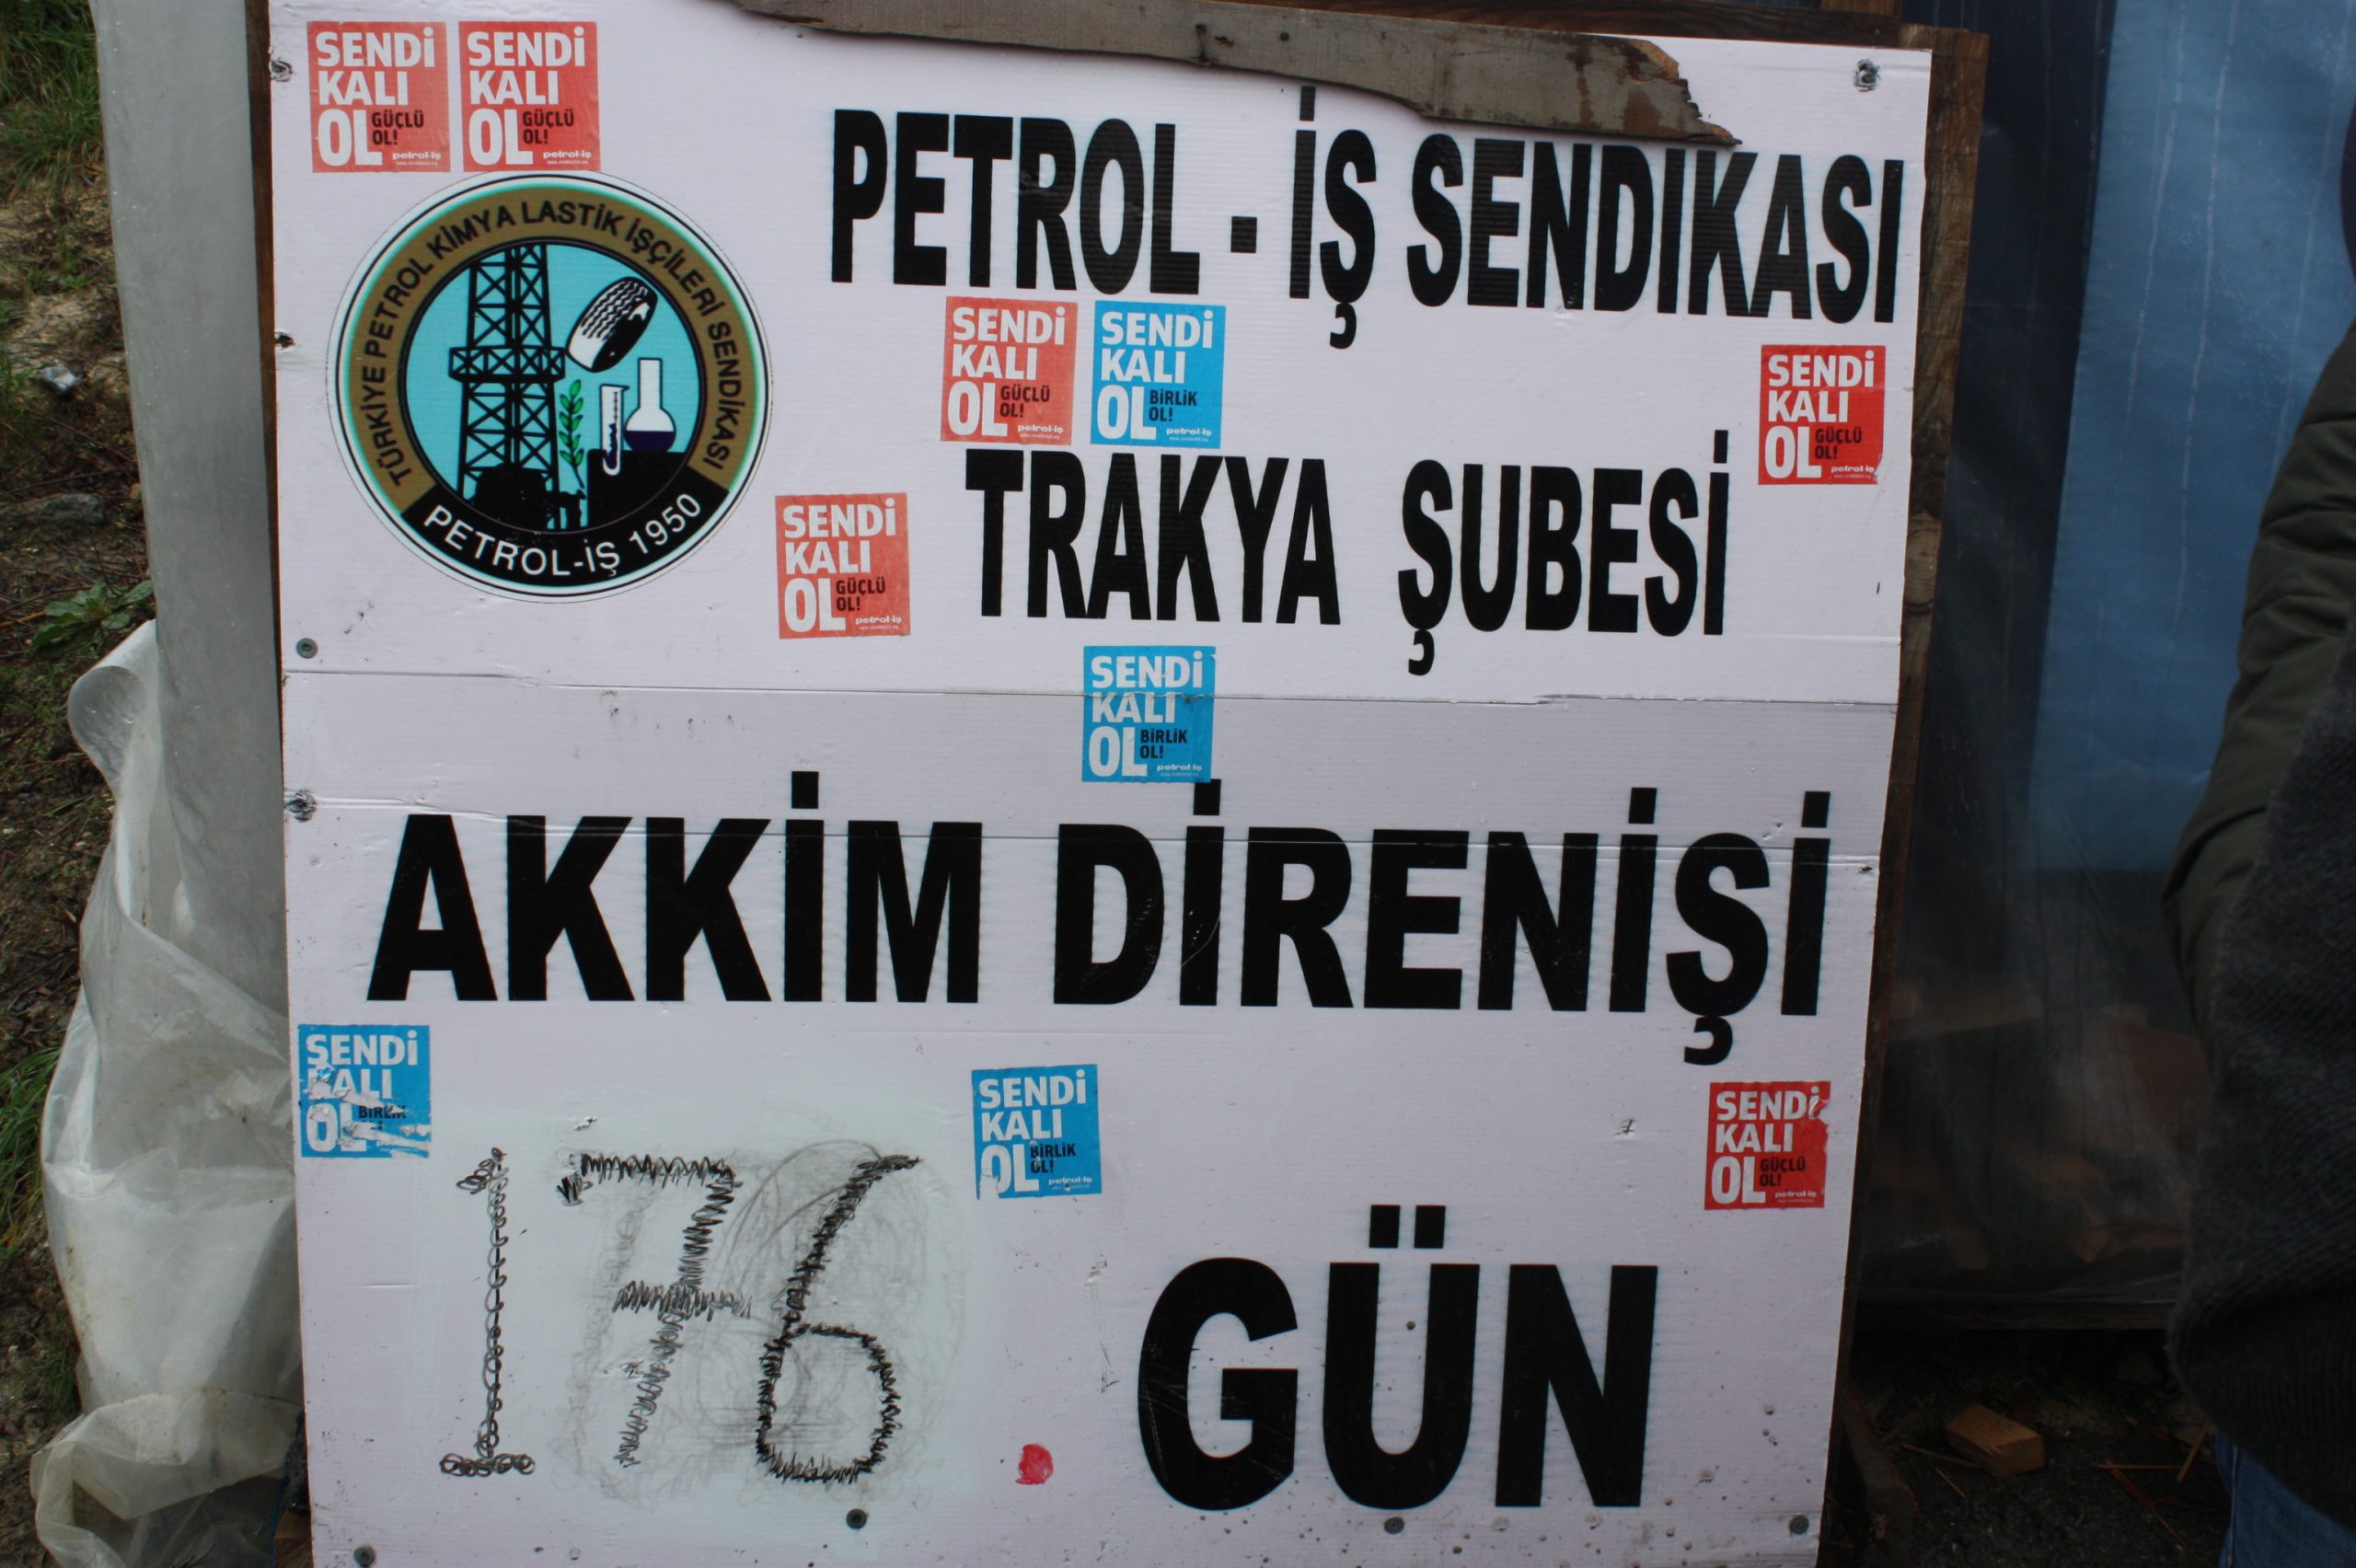 SENDİ
KALI
OL GÜÇLÜ
OL!
petrol-iş
SENDİ
KALI
OL GÜÇLÜ
OL!
petrol-iş
TÜRKİYE PETROL KİMYA LASTİK İŞÇİLERİ SENDİKASI
PETROL-İŞ 1950
PETROL - İŞ SENDIKASI
SENDİ
KALI
OL GÜÇLÜ
OL!
petrol-iş
SENDİ
KALI
OL BİRLİK
OL!
petrol-iş
SENDİ
KALI
OL GÜÇLÜ
OL!
petrol-iş
SENDİ
KALI
OL GÜÇLÜ
OL!
petrol-iş
TRAKYA ŞUBESİ
SENDİ
KALI
OL BİRLİK
OL!
petrol-iş
AKKİM DİRENİŞİ
SENDİ
KALI
OL BİRLİK
SENDİ
KALI
OL BİRLİK
OL!
petrol-iş
SENDİ
KALI
OL GÜÇLÜ
OL!
petrol-iş
176. GÜN